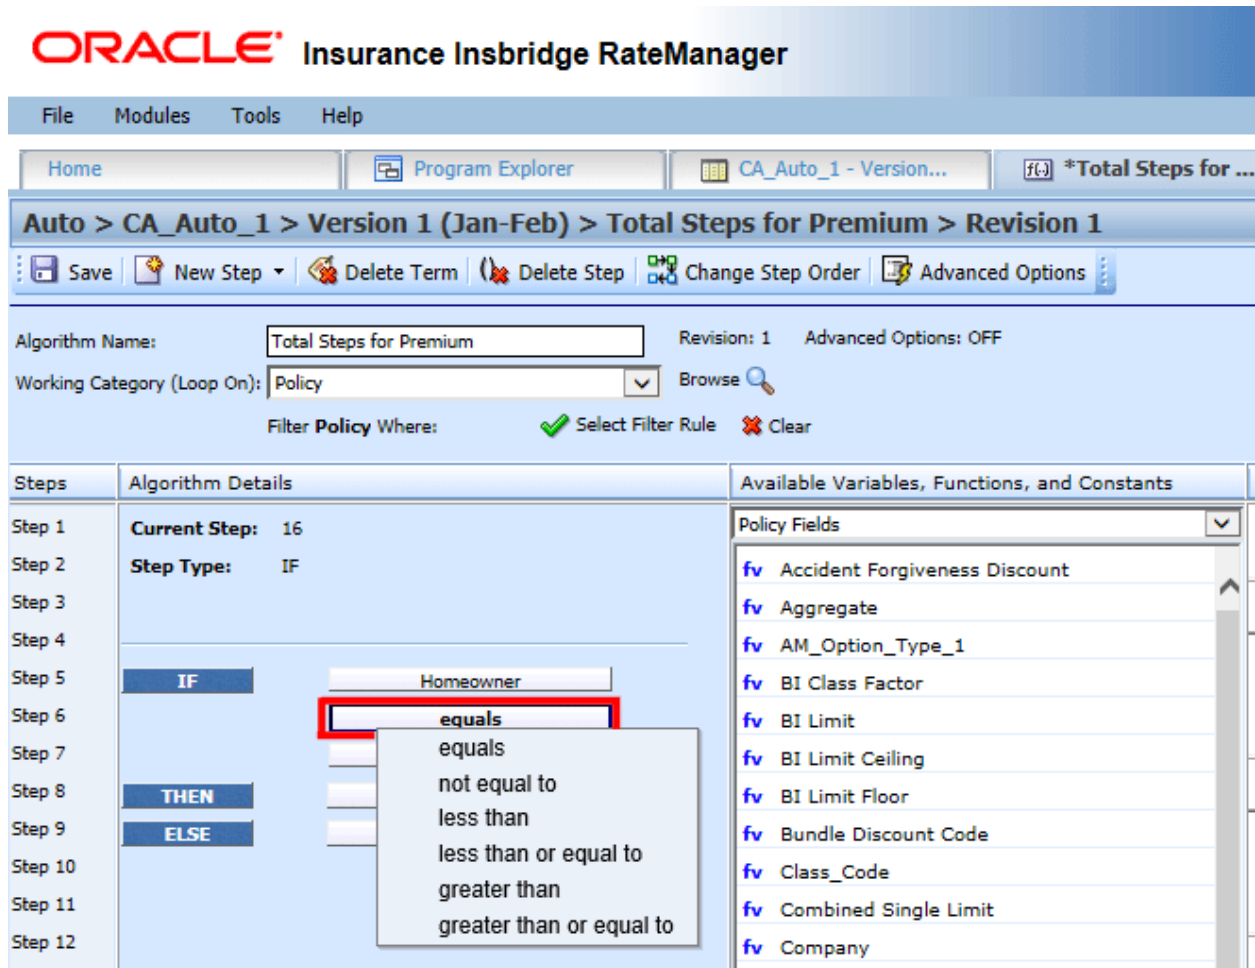 ORACLE Insurance Insbridge RateManager
File Modules Tools Help
Home Program Explorer CA_Auto_1 - Version... f(.) *Total Steps for ...
Auto > CA_Auto_1 > Version 1 (Jan-Feb) > Total Steps for Premium > Revision 1
Save New Step Delete Term Delete Step Change Step Order Advanced Options
Algorithm Name: Total Steps for Premium Revision: 1 Advanced Options: OFF
Working Category (Loop On): Policy Browse
Filter Policy Where: Select Filter Rule Clear
Steps Algorithm Details Available Variables, Functions, and Constants
Step 1 Current Step: 16 Policy Fields
Step 2 Step Type: IF fv Accident Forgiveness Discount
Step 3 fv Aggregate
Step 4 fv AM_Option_Type_1
Step 5 IF Homeowner fv BI Class Factor
Step 6 equals fv BI Limit
Step 7 equals fv BI Limit Ceiling
Step 8 THEN not equal to fv BI Limit Floor
Step 9 ELSE less than fv Bundle Discount Code
Step 10 less than or equal to fv Class_Code
Step 11 greater than fv Combined Single Limit
Step 12 greater than or equal to fv Company